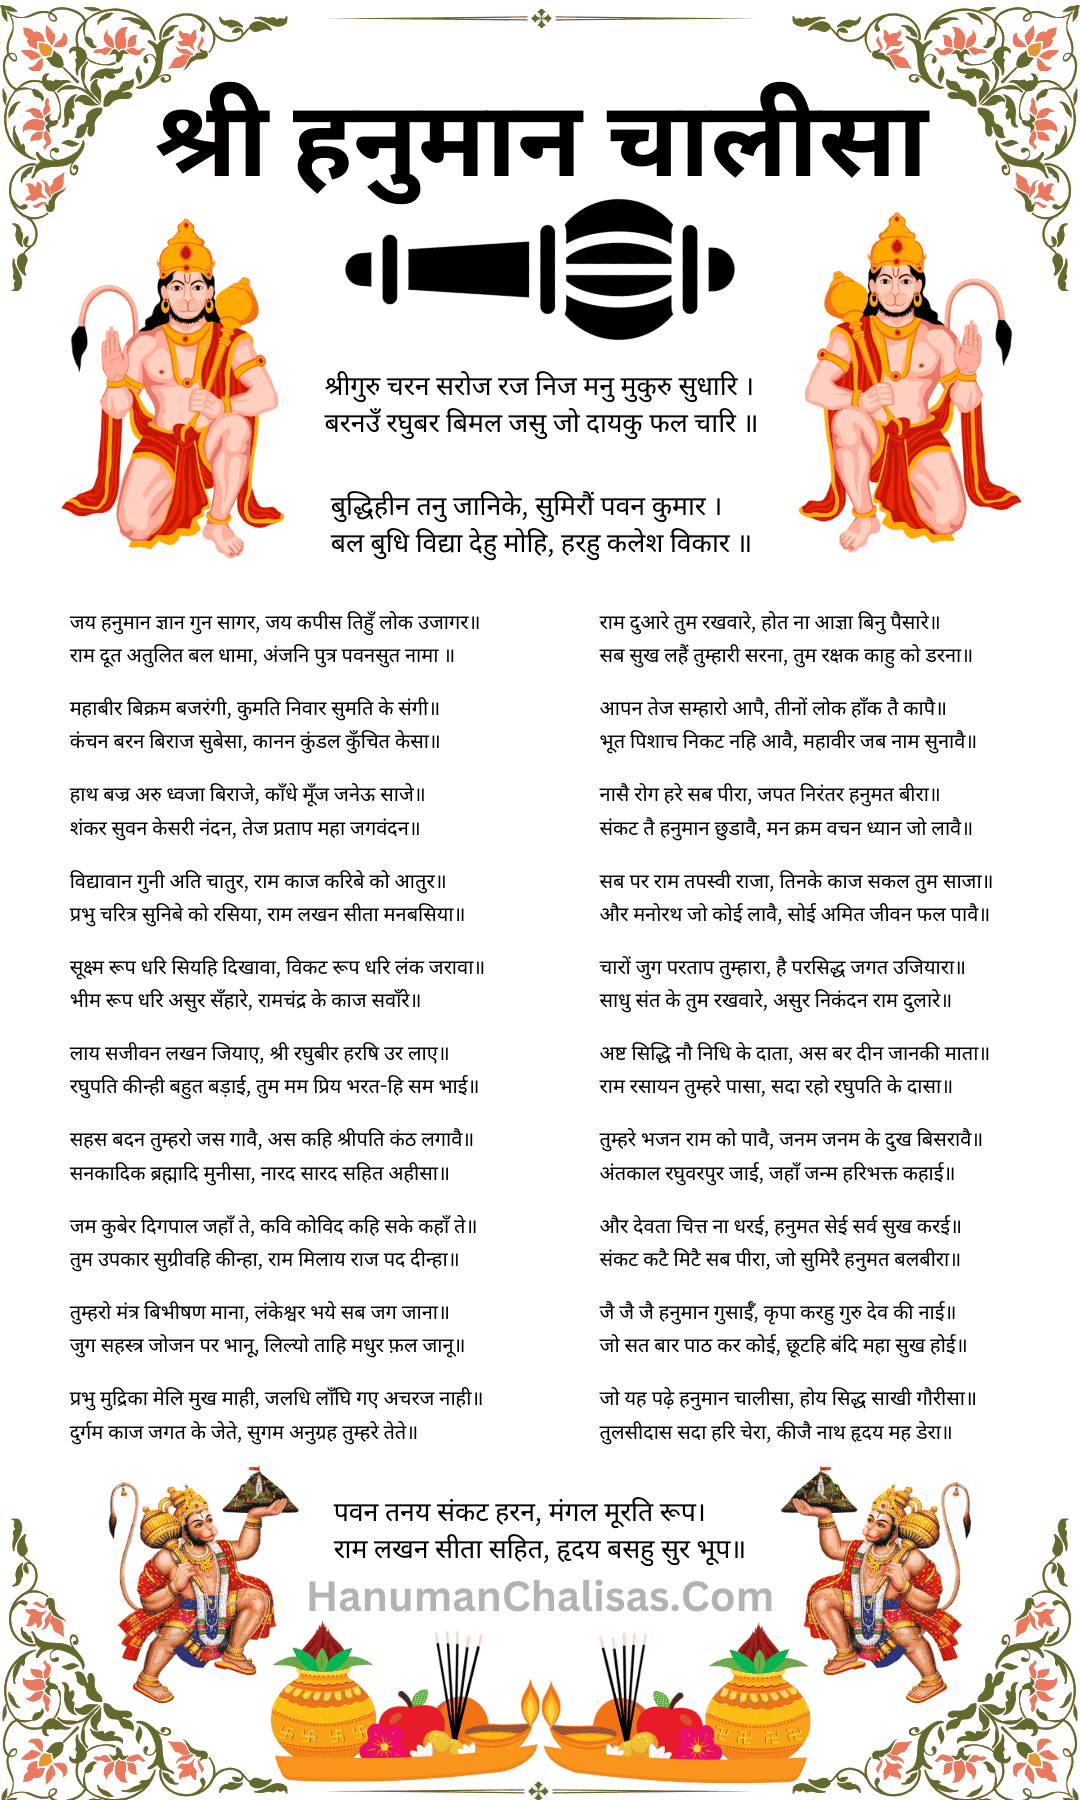 श्री हनुमान चालीसा
श्रीगुरु चरन सरोज रज निज मनु मुकुरु सुधारि ।
बरनउँ रघुबर बिमल जसु जो दायकु फल चारि ॥
बुद्धिहीन तनु जानिके, सुमिरौं पवन कुमार ।
बल बुधि विद्या देहु मोहि, हरहु कलेश विकार ॥
जय हनुमान ज्ञान गुन सागर, जय कपीस तिहुँ लोक उजागर॥
राम दूत अतुलित बल धामा, अंजनि पुत्र पवनसुत नामा ॥
महाबीर बिक्रम बजरंगी, कुमति निवार सुमति के संगी॥
कंचन बरन बिराज सुबेसा, कानन कुंडल कुँचित केसा॥
हाथ बज्र अरु ध्वजा बिराजे, काँधे मूँज जनेऊ साजे॥
शंकर सुवन केसरी नंदन, तेज प्रताप महा जगवंदन॥
विद्यावान गुनी अति चातुर, राम काज करिबे को आतुर॥
प्रभु चरित्र सुनिबे को रसिया, राम लखन सीता मनबसिया॥
सूक्ष्म रूप धरि सियहि दिखावा, विकट रूप धरि लंक जरावा॥
भीम रूप धरि असुर सँहारे, रामचंद्र के काज सवाँरे॥
लाय सजीवन लखन जियाए, श्री रघुबीर हरषि उर लाए॥
रघुपति कीन्ही बहुत बड़ाई, तुम मम प्रिय भरत-हि सम भाई॥
सहस बदन तुम्हरो जस गावै, अस कहि श्रीपति कंठ लगावै॥
सनकादिक ब्रह्मादि मुनीसा, नारद सारद सहित अहीसा॥
जम कुबेर दिगपाल जहाँ ते, कवि कोविद कहि सके कहाँ ते॥
तुम उपकार सुग्रीवहि कीन्हा, राम मिलाय राज पद दीन्हा॥
तुम्हरो मंत्र बिभीषण माना, लंकेश्वर भये सब जग जाना॥
जुग सहस्त्र जोजन पर भानू, लिल्यो ताहि मधुर फ़ल जानू॥
प्रभु मुद्रिका मेलि मुख माही, जलधि लाँघि गए अचरज नाही॥
दुर्गम काज जगत के जेते, सुगम अनुग्रह तुम्हरे तेते॥
राम दुआरे तुम रखवारे, होत ना आज्ञा बिनु पैसारे॥
सब सुख लहैं तुम्हारी सरना, तुम रक्षक काहु को डरना॥
आपन तेज सम्हारो आपै, तीनों लोक हाँक तै कापै॥
भूत पिशाच निकट नहि आवै, महावीर जब नाम सुनावै॥
नासै रोग हरे सब पीरा, जपत निरंतर हनुमत बीरा॥
संकट तै हनुमान छुडावै, मन क्रम वचन ध्यान जो लावै॥
सब पर राम तपस्वी राजा, तिनके काज सकल तुम साजा॥
और मनोरथ जो कोई लावै, सोई अमित जीवन फल पावै॥
चारों जुग परताप तुम्हारा, है परसिद्ध जगत उजियारा॥
साधु संत के तुम रखवारे, असुर निकंदन राम दुलारे॥
अष्ट सिद्धि नौ निधि के दाता, अस बर दीन जानकी माता॥
राम रसायन तुम्हरे पासा, सदा रहो रघुपति के दासा॥
तुम्हरे भजन राम को पावै, जनम जनम के दुख बिसरावै॥
अंतकाल रघुवरपुर जाई, जहाँ जन्म हरिभक्त कहाई॥
और देवता चित्त ना धरई, हनुमत सेई सर्व सुख करई॥
संकट कटै मिटै सब पीरा, जो सुमिरै हनुमत बलबीरा॥
जै जै जै हनुमान गुसाईँ, कृपा करहु गुरु देव की नाई॥
जो सत बार पाठ कर कोई, छूटहि बंदि महा सुख होई॥
जो यह पढ़े हनुमान चालीसा, होय सिद्ध साखी गौरीसा॥
तुलसीदास सदा हरि चेरा, कीजै नाथ हृदय मह डेरा॥
पवन तनय संकट हरन, मंगल मूरति रूप।
राम लखन सीता सहित, हृदय बसहु सुर भूप॥
HanumanChalisas.Com